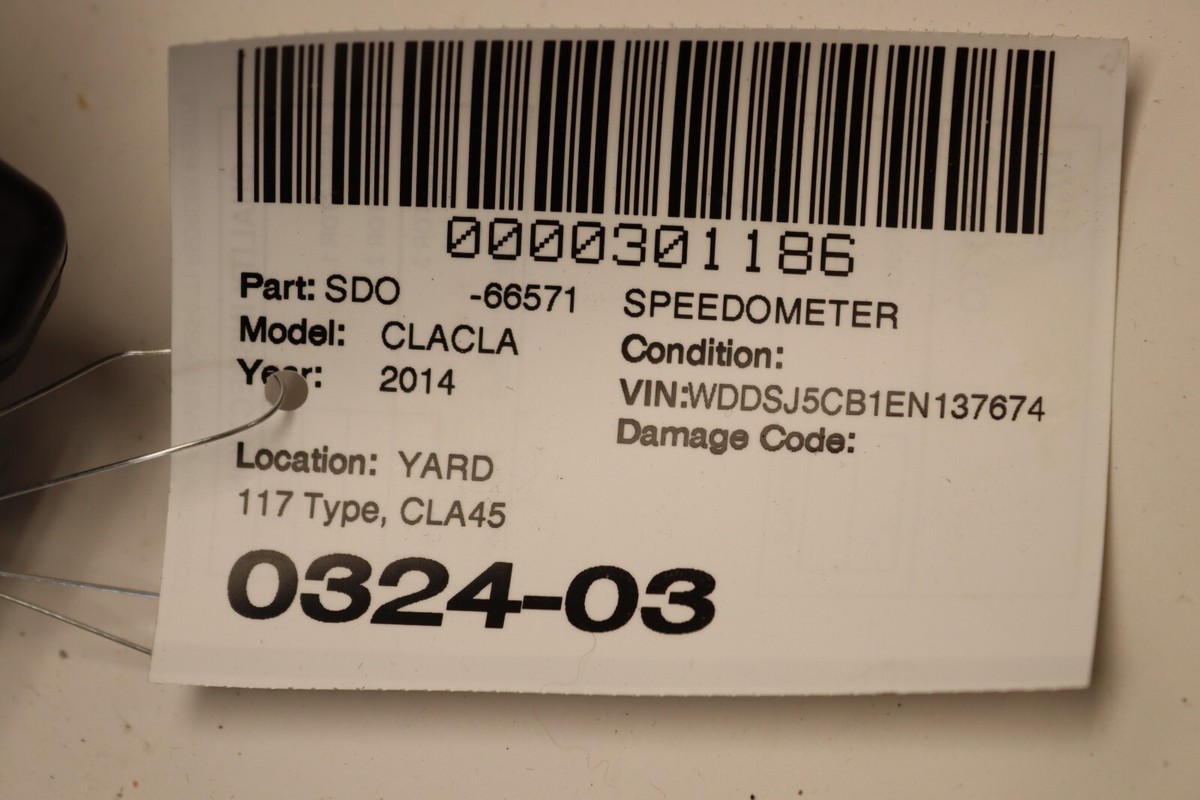 0000301186
Part: SDO -66571 SPEEDOMETER
Model: CLACLA Condition:
Year: 2014 VIN:WDDSJ5CB1EN137674
Damage Code:
Location: YARD
117 Type, CLA45
0324-03